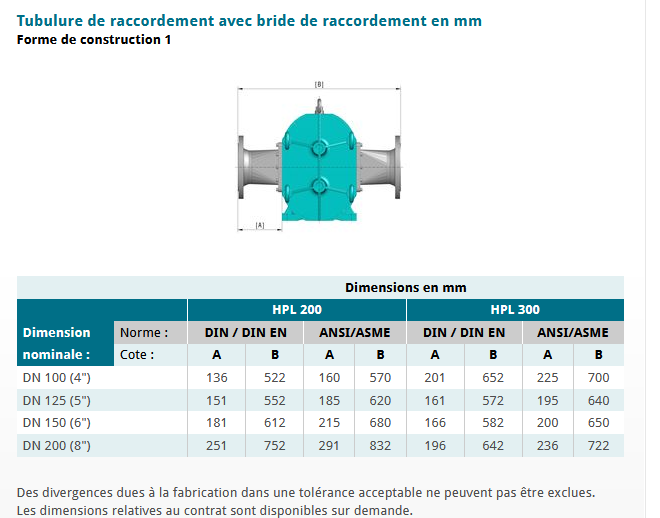 Tubulure de raccordement avec bride de raccordement en mm
Forme de construction 1
[B]
[A]
Dimensions en mm
HPL 200 HPL 300
Dimension nominale : Norme : DIN / DIN EN ANSI/ASME DIN / DIN EN ANSI/ASME
Cote : A B A B A B A B
DN 100 (4") 136 522 160 570 201 652 225 700
DN 125 (5") 151 552 185 620 161 572 195 640
DN 150 (6") 181 612 215 680 166 582 200 650
DN 200 (8") 251 752 291 832 196 642 236 722
Des divergences dues à la fabrication dans une tolérance acceptable ne peuvent pas être exclues.
Les dimensions relatives au contrat sont disponibles sur demande.